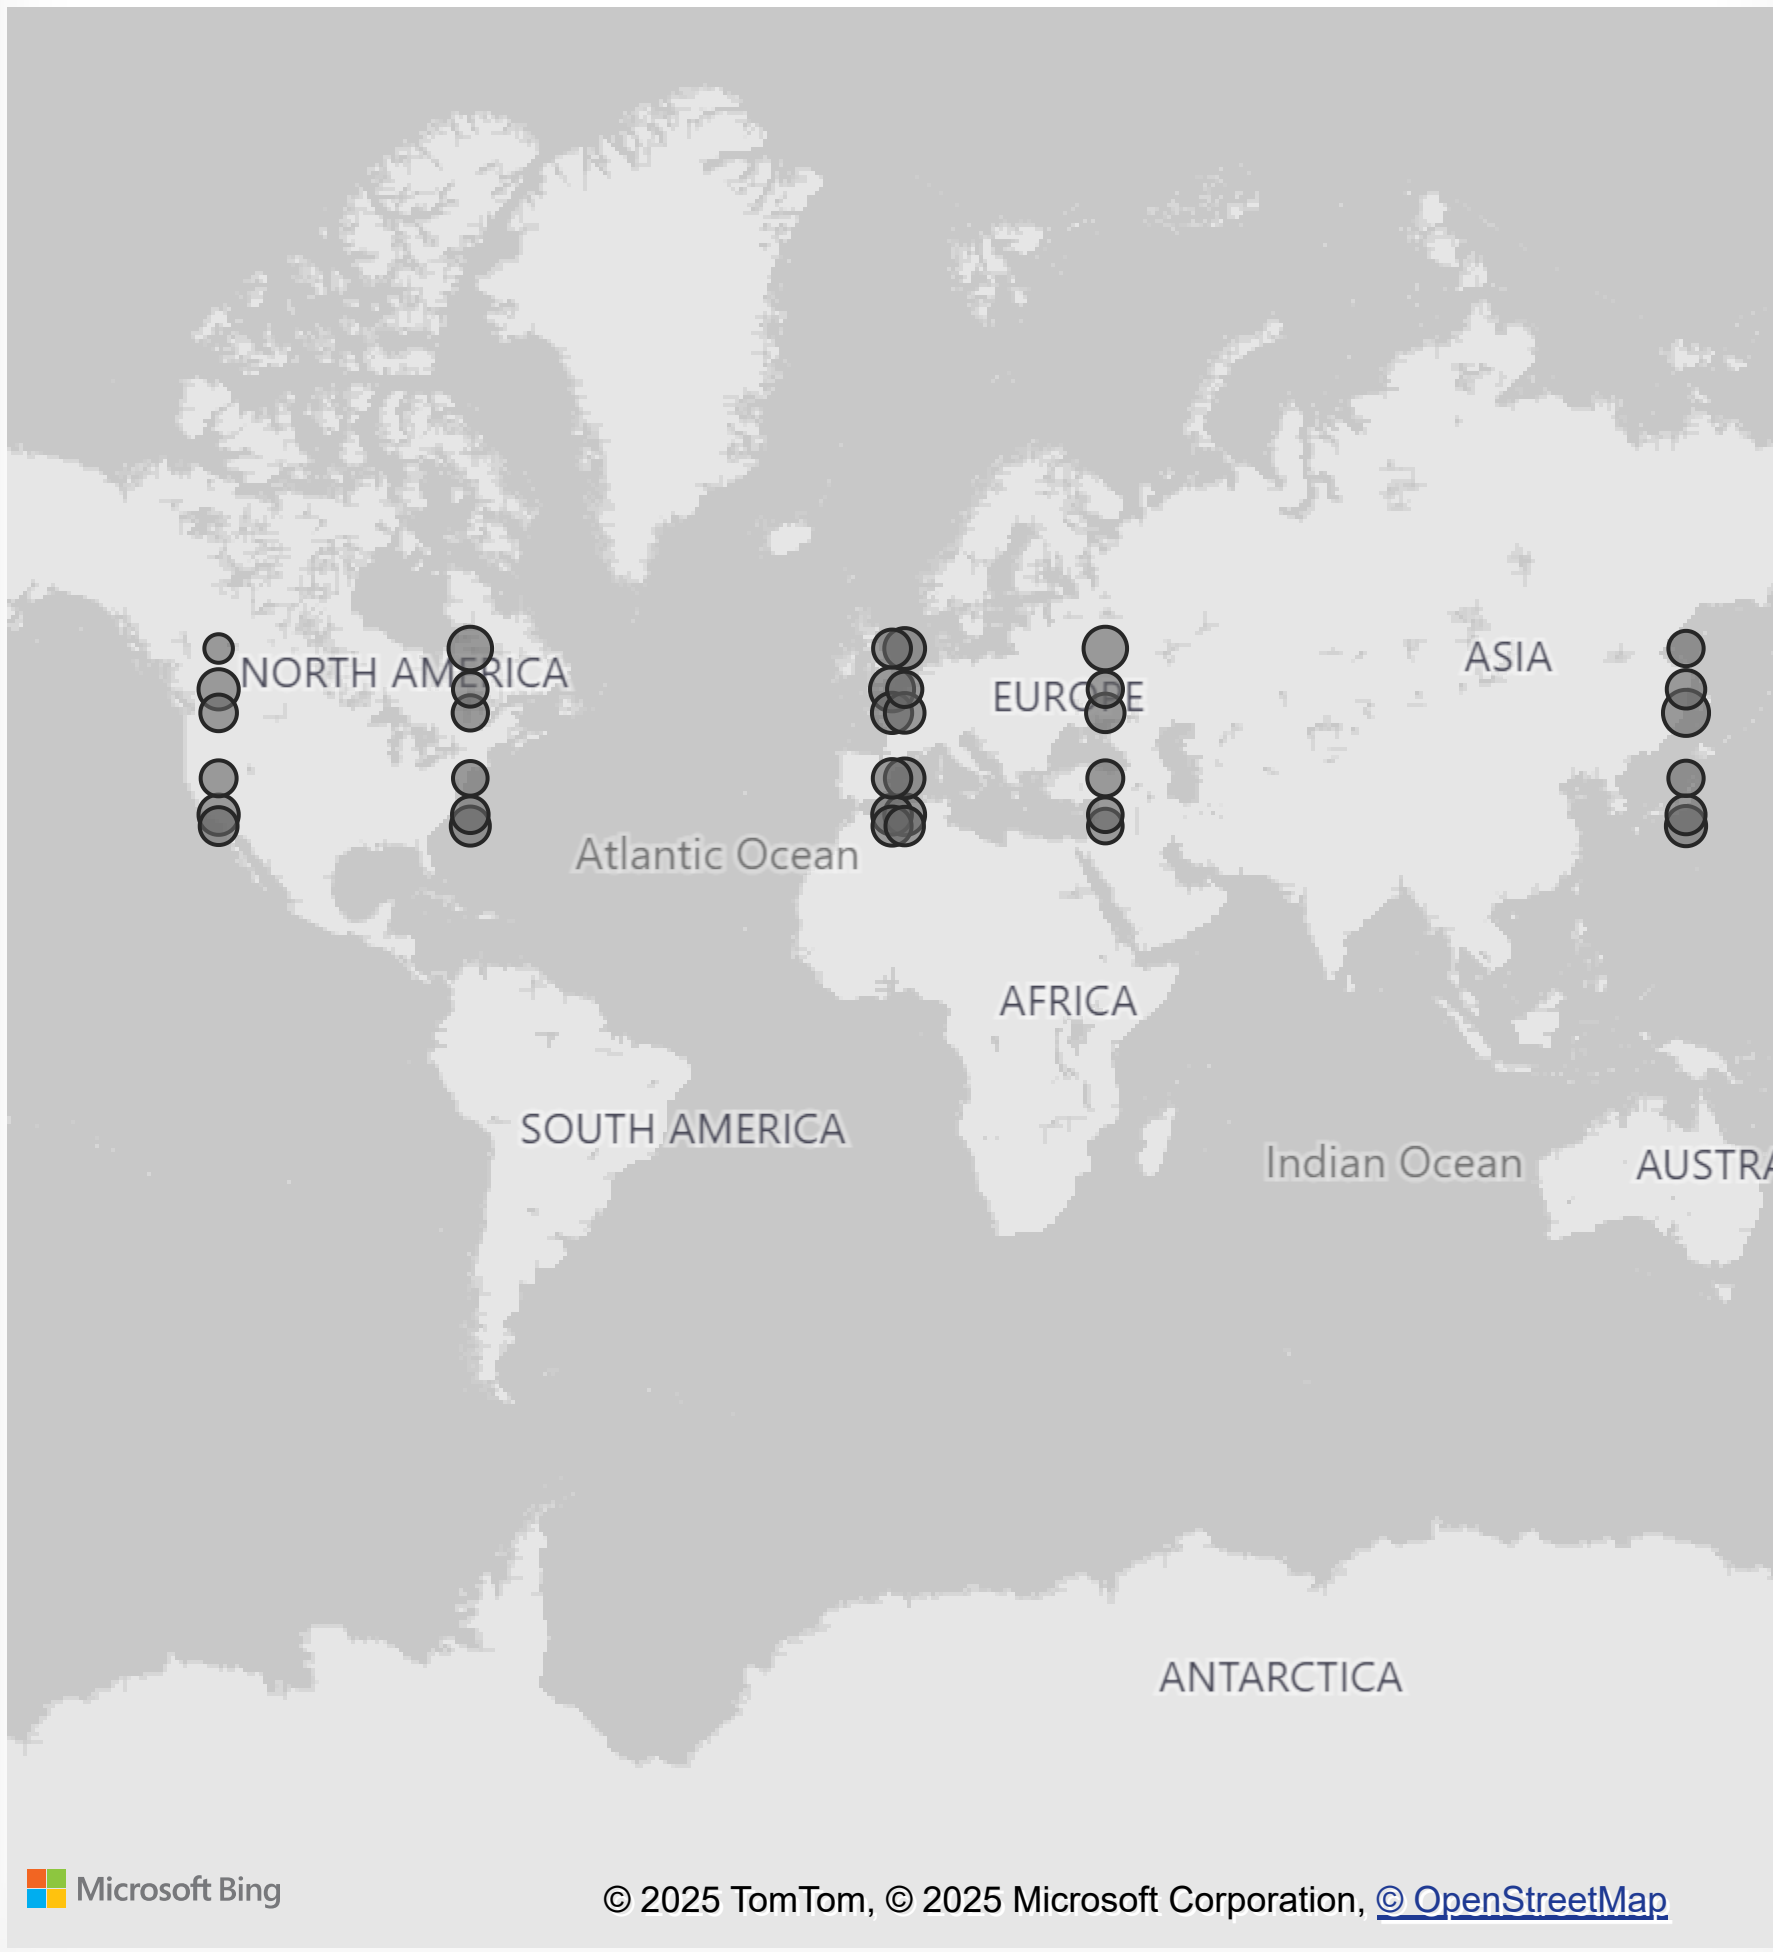 NORTH AMERICA
ASIA
EUROPE
Atlantic Ocean
AFRICA
SOUTH AMERICA
Indian Ocean
AUSTRA
ANTARCTICA
Microsoft Bing
© 2025 TomTom, © 2025 Microsoft Corporation, © OpenStreetMap